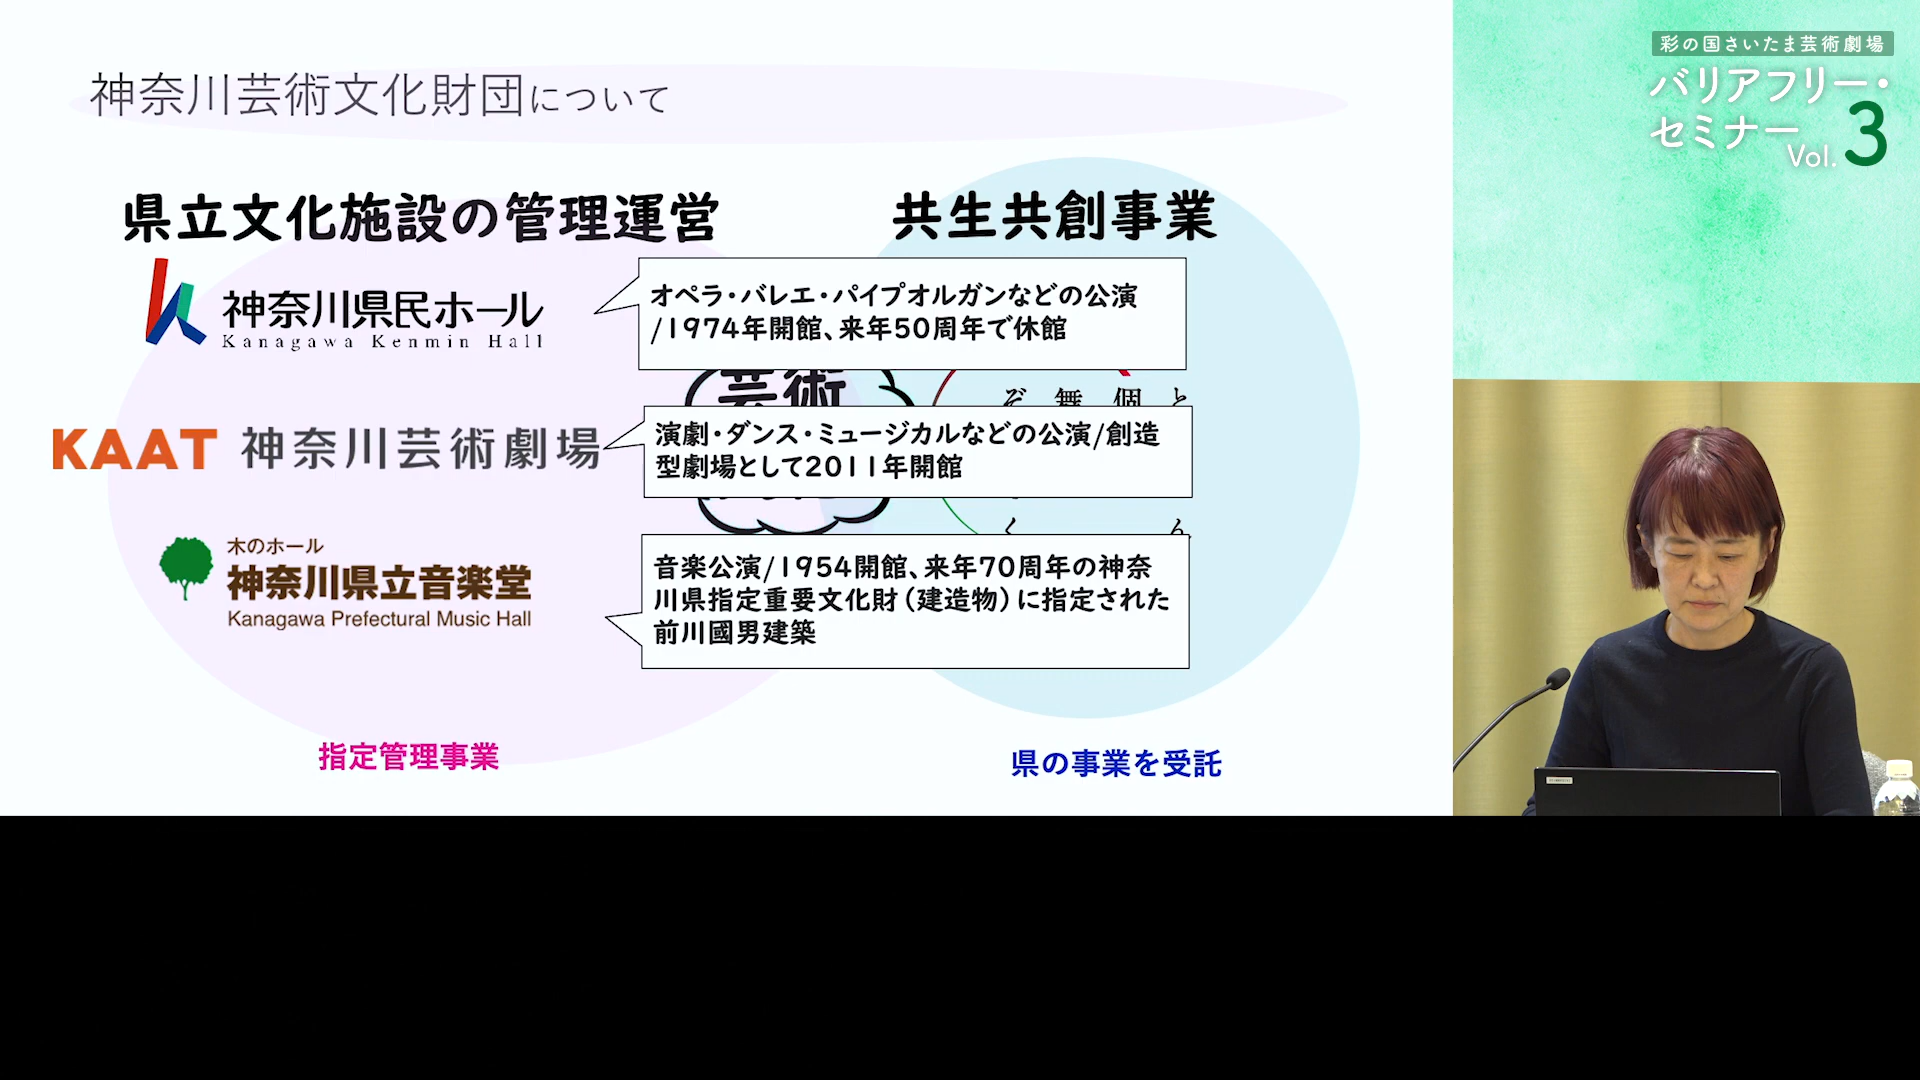 神奈川芸術文化財団について
県立文化施設の管理運営
神奈川県民ホール
Kanagawa Kenmin Hall
オペラ・バレエ・パイプオルガンなどの公演
/1974年開館、来年50周年で休館
KAAT 神奈川芸術劇場
演劇・ダンス・ミュージカルなどの公演/創造
型劇場として2011年開館
木のホール
神奈川県立音楽堂
Kanagawa Prefectural Music Hall
音楽公演/1954開館、来年70周年の神奈
川県指定重要文化財（建造物）に指定された
前川國男建築
指定管理事業
共生共創事業
芸術
ぞ 舞 個 と
く ん
県の事業を受託
彩の国さいたま芸術劇場
バリアフリー・
セミナー
Vol. 3